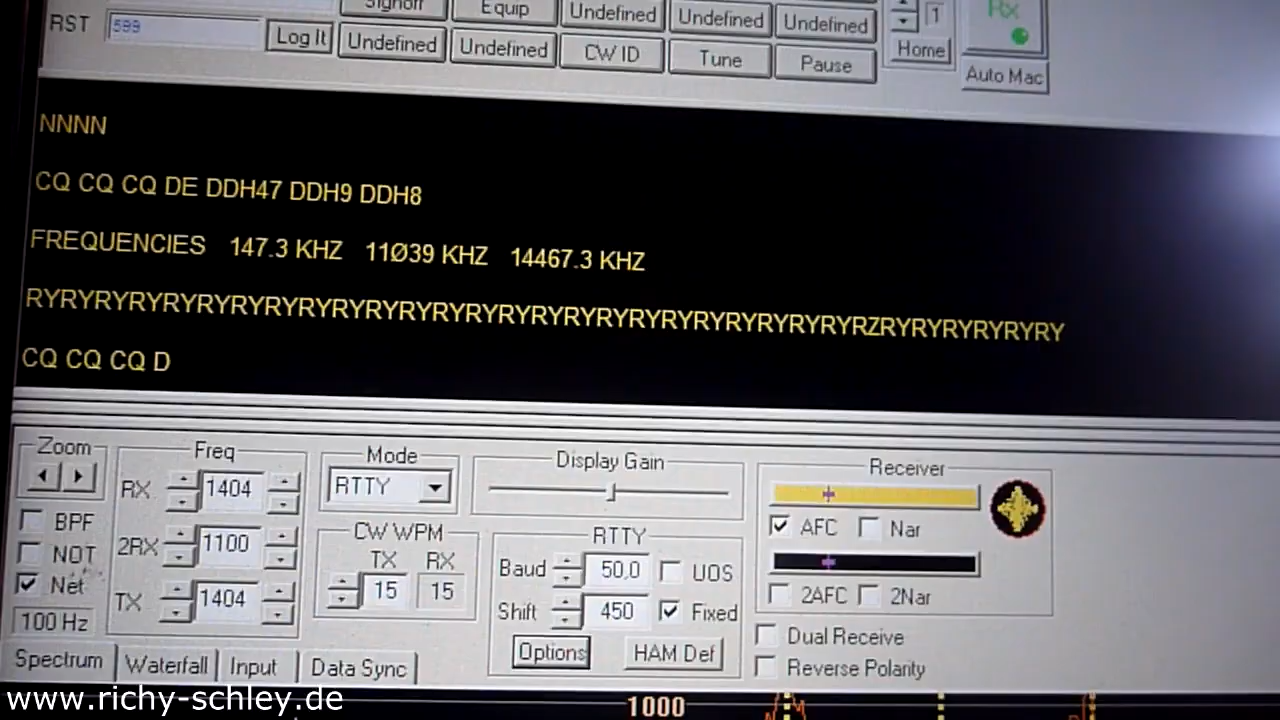 Signoff Equip Undefined Undefined Undefined 1 Rx
RST 599 Log It Undefined Undefined CW ID Tune Pause Home Auto Mac
NNNN
CQ CQ CQ DE DDH47 DDH9 DDH8
FREQUENCIES 147.3 KHZ 11Ø39 KHZ 14467.3 KHZ
RYRYRYRYRYRYRYRYRYRYRYRYRYRYRYRYRYRYRYRYRYRYRYRYRYRZRYRYRYRYRYRY
CQ CQ CQ D
Zoom Freq Mode Display Gain Receiver
RX 1404 RTTY
BPF CW WPM RTTY AFC Nar
NOT 2RX 1100 TX RX Baud 50,0 UOS
Net TX 1404 15 15 Shift 450 Fixed 2AFC 2Nar
100 Hz Options HAM Def Dual Receive
Spectrum Waterfall Input Data Sync Reverse Polarity
www.richy-schley.de 1000